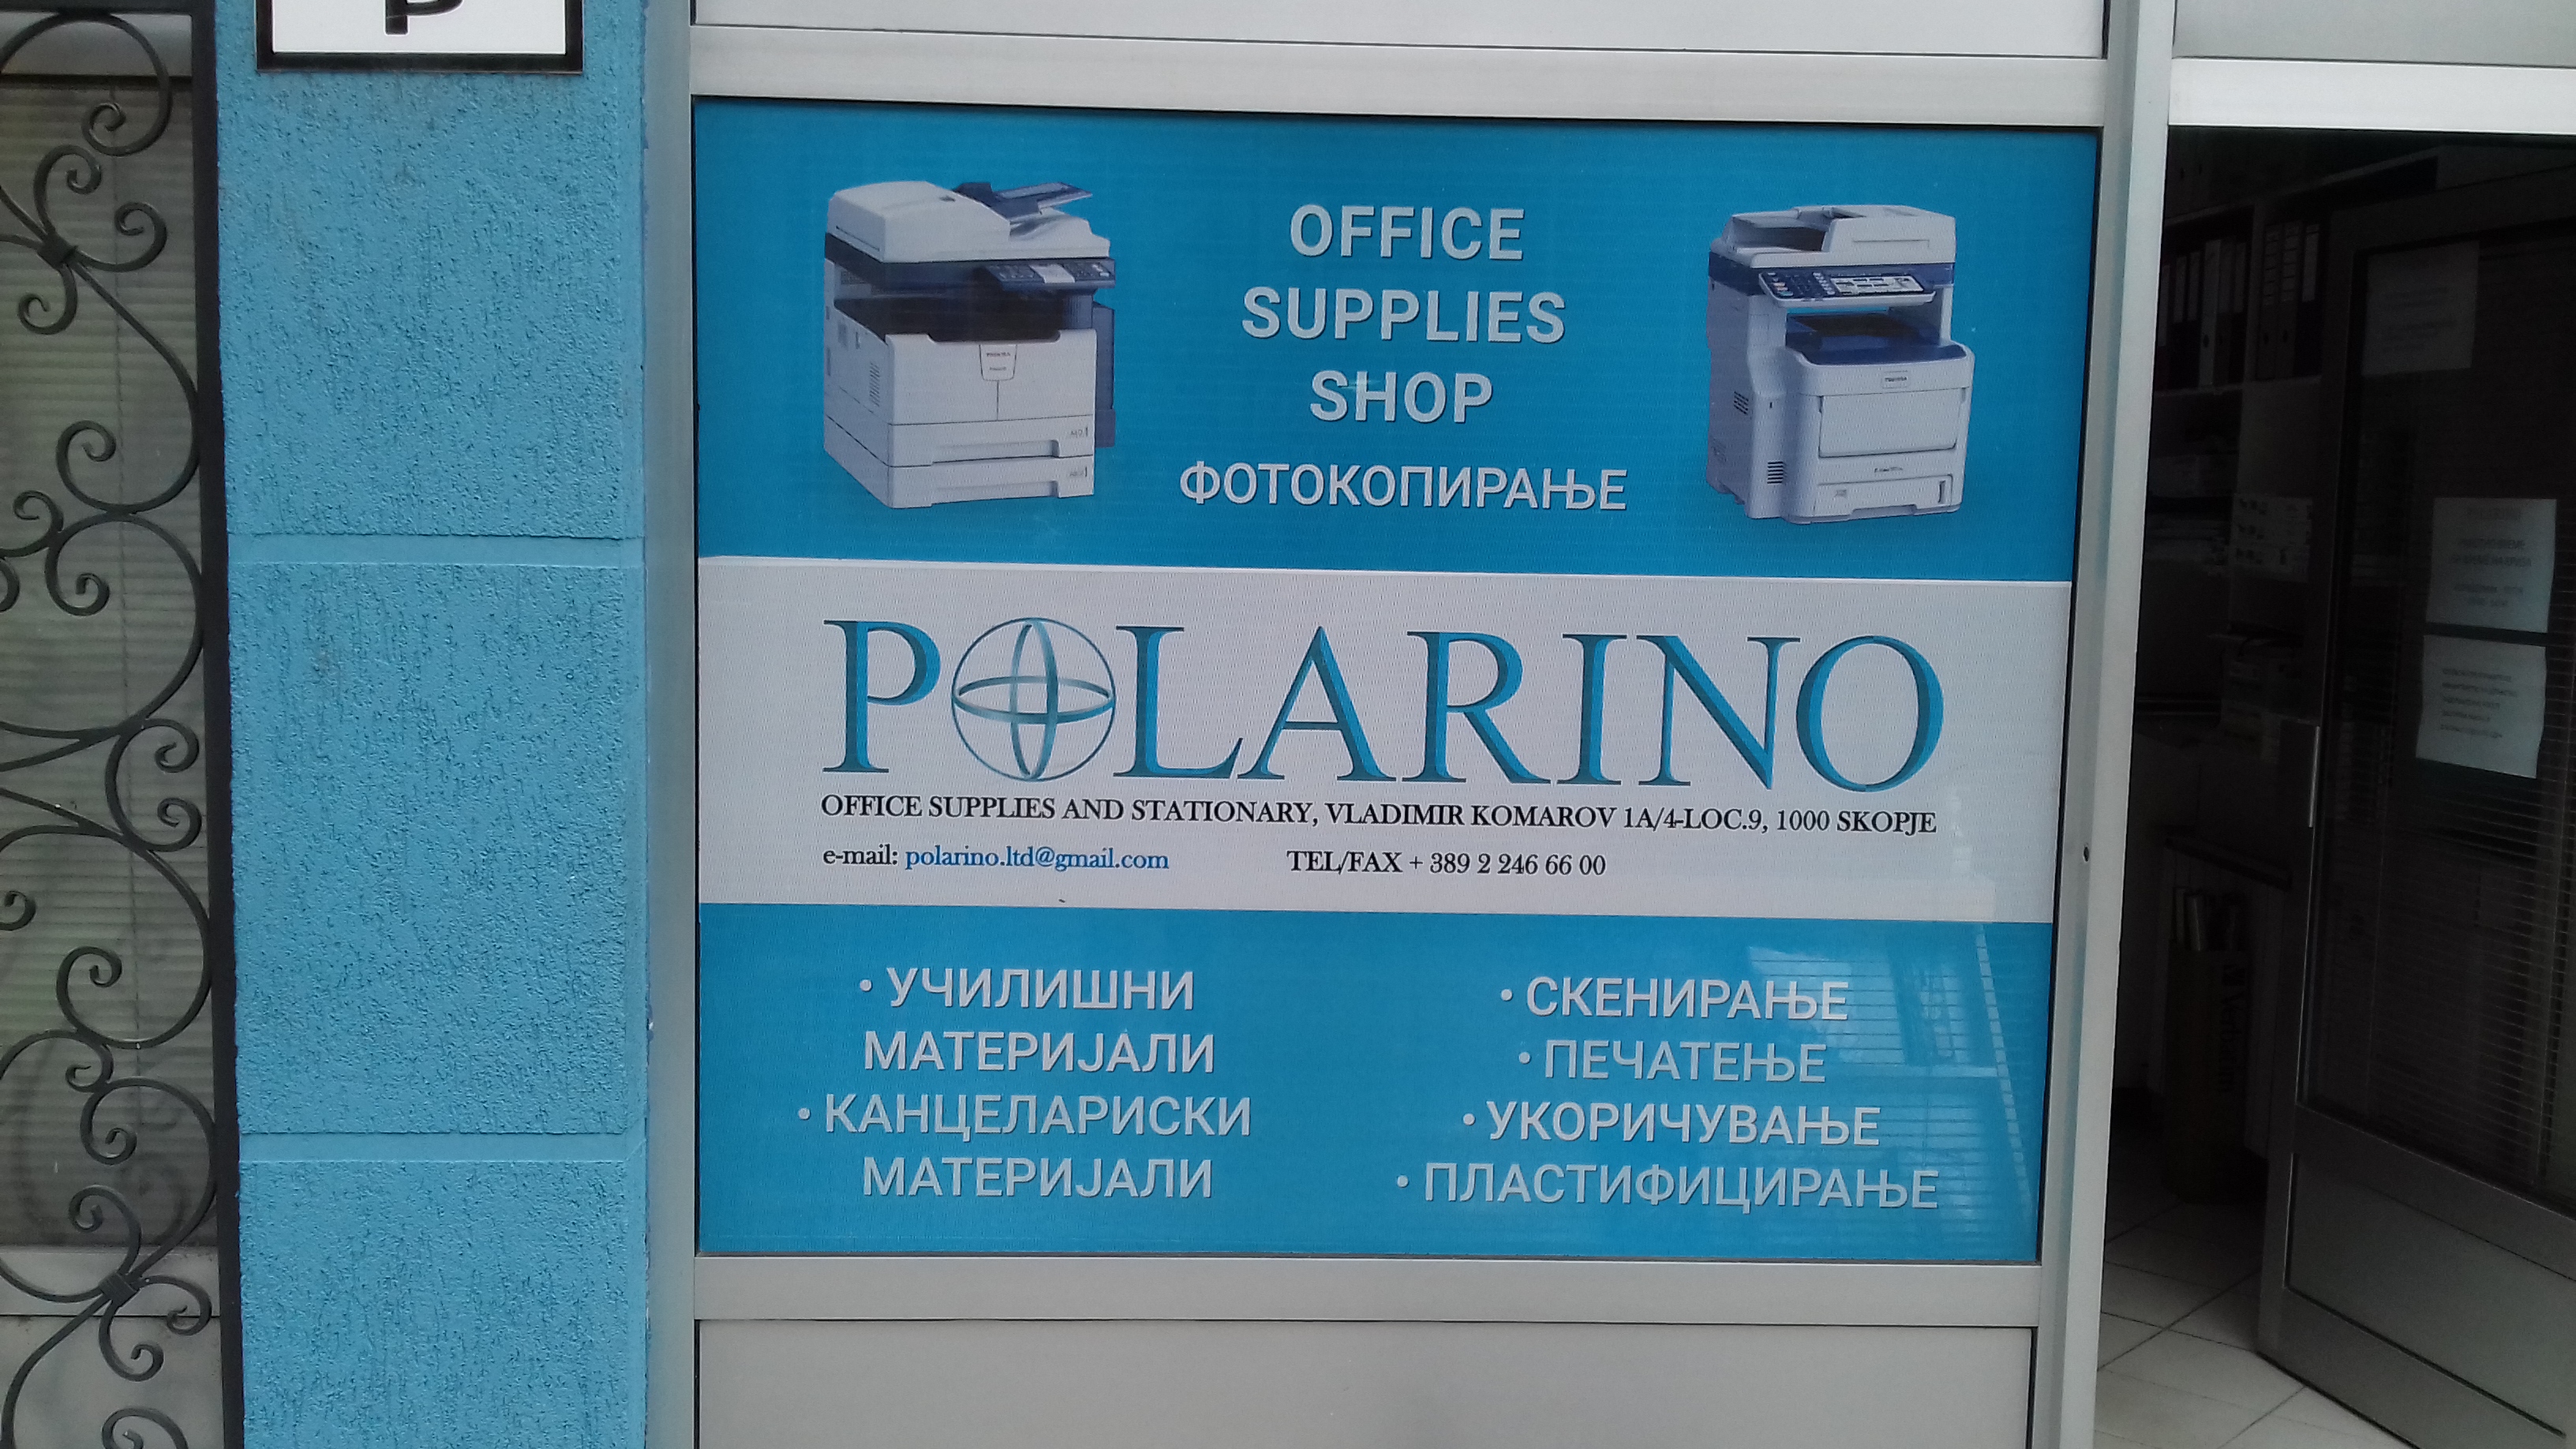 OFFICE
SUPPLIES
SHOP
ФОТОКОПИРАЊЕ
POLARINO
OFFICE SUPPLIES AND STATIONARY, VLADIMIR KOMAROV 1A/4-LOC.9, 1000 SKOPJE
e-mail: polarino.ltd@gmail.com TEL/FAX + 389 2 246 66 00
• УЧИЛИШНИ
МАТЕРИЈАЛИ
• КАНЦЕЛАРИСКИ
МАТЕРИЈАЛИ
• СКЕНИРАЊЕ
• ПЕЧАТЕЊЕ
• УКОРИЧУВАЊЕ
• ПЛАСТИФИЦИРАЊЕ